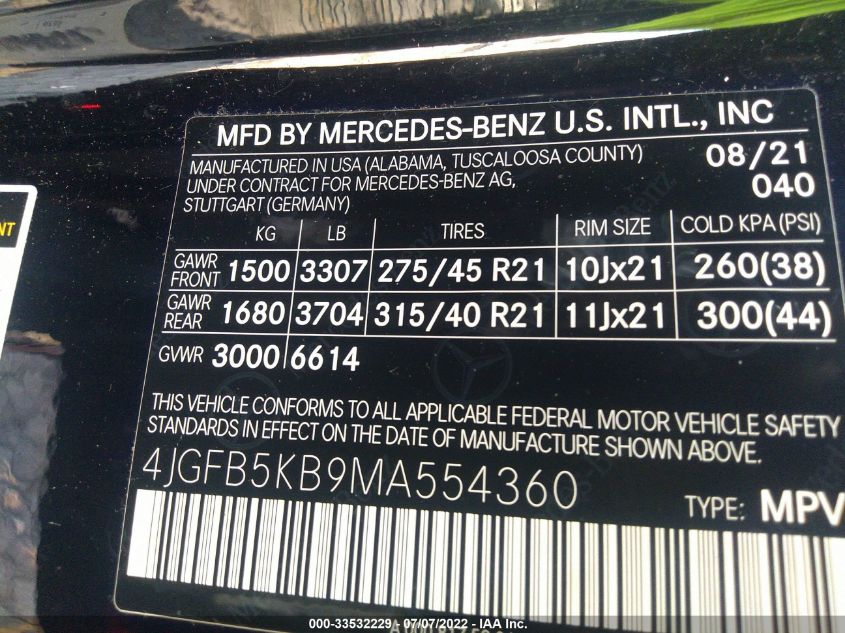 MFD BY MERCEDES-BENZ U.S. INTL., INC
MANUFACTURED IN USA (ALABAMA, TUSCALOOSA COUNTY) 08/21
UNDER CONTRACT FOR MERCEDES-BENZ AG, 040
STUTTGART (GERMANY)
KG LB TIRES RIM SIZE COLD KPA (PSI)
GAWR FRONT 1500 3307 275/45 R21 10Jx21 260(38)
GAWR REAR 1680 3704 315/40 R21 11Jx21 300(44)
GVWR 3000 6614
THIS VEHICLE CONFORMS TO ALL APPLICABLE FEDERAL MOTOR VEHICLE SAFETY
STANDARDS IN EFFECT ON THE DATE OF MANUFACTURE SHOWN ABOVE.
4JGFB5KB9MA554360
TYPE: MPV
000-33532229 - 07/07/2022 - IAA Inc.